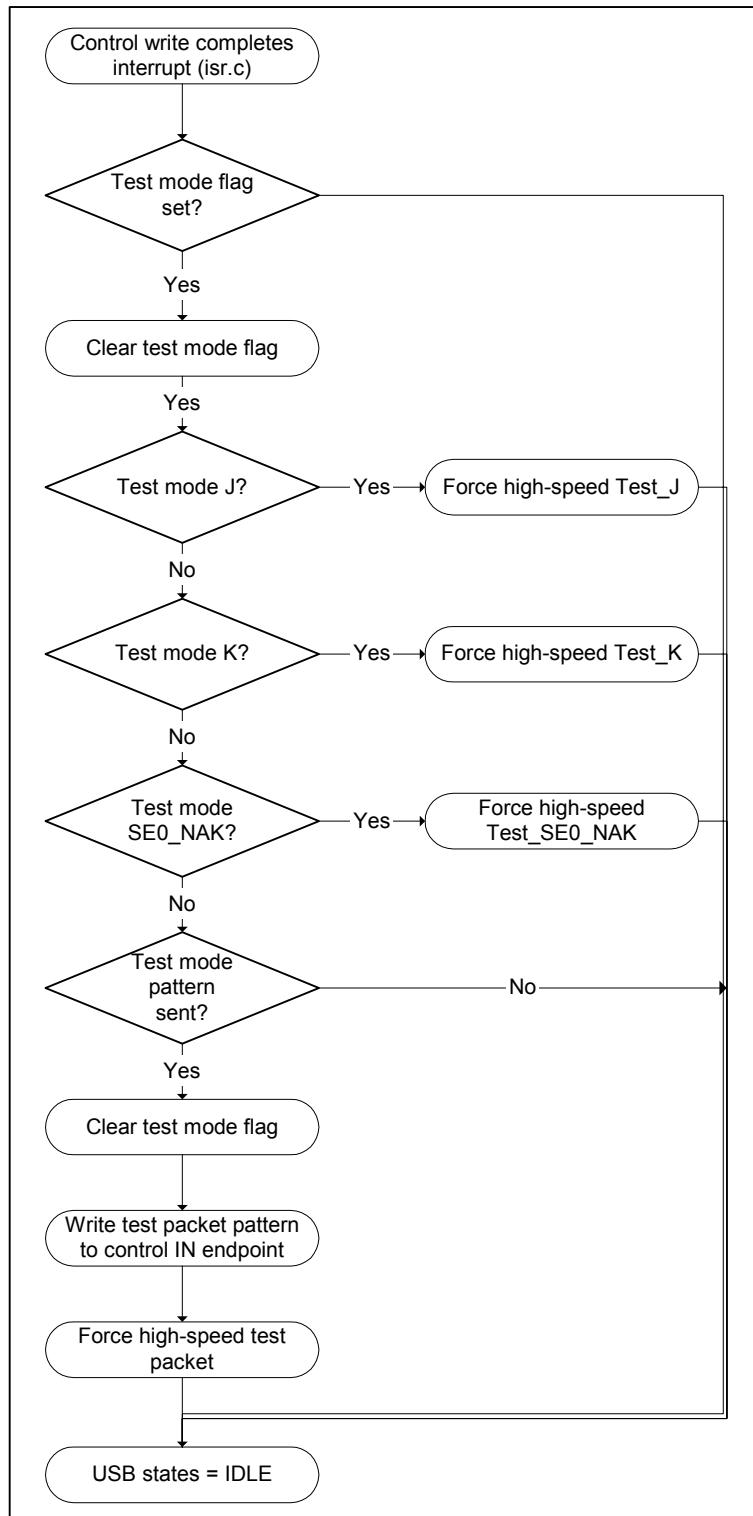 Control write completes
interrupt (isr.c)
Test mode flag
set?
Yes
Clear test mode flag
Yes
Test mode J?
Yes
Force high-speed Test_J
No
Test mode K?
Yes
Force high-speed Test_K
No
Test mode
SE0_NAK?
Yes
Force high-speed
Test_SE0_NAK
No
Test mode
pattern
sent?
No
Yes
Clear test mode flag
Write test packet pattern
to control IN endpoint
Force high-speed test
packet
USB states = IDLE